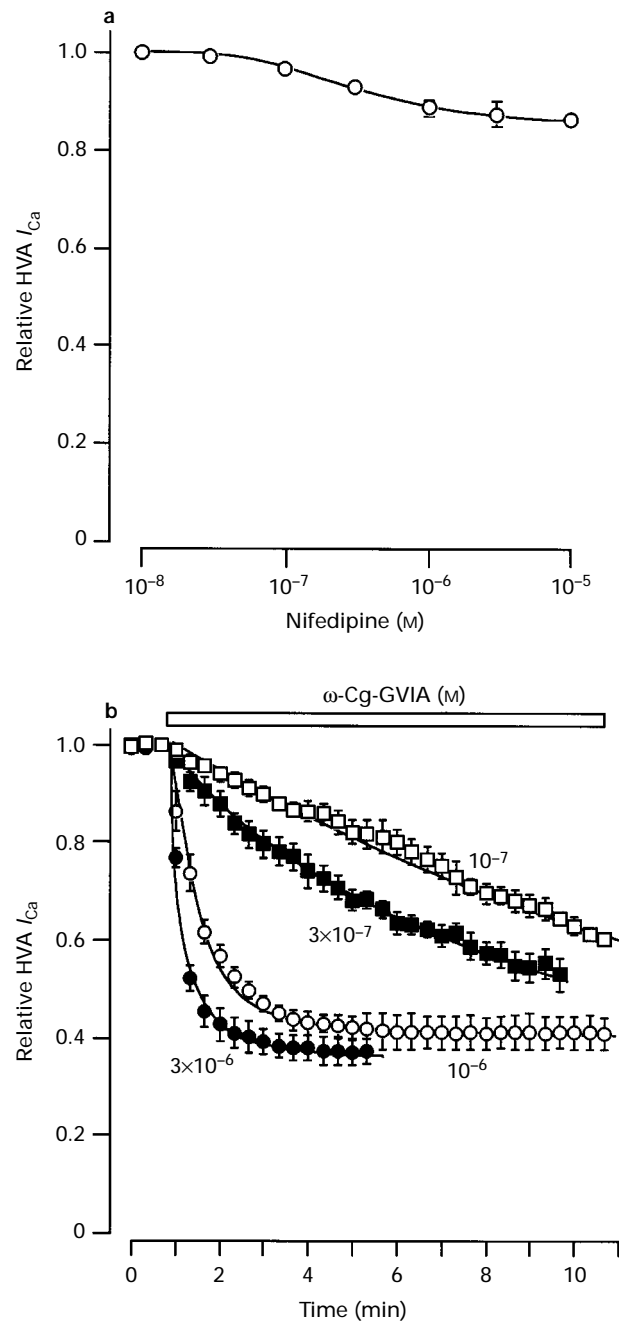 a
1.0
0.8
0.6
0.4
0.2
0
Relative HVA I_Ca
10⁻⁸ 10⁻⁷ 10⁻⁶ 10⁻⁵
Nifedipine (M)
b
ω-Cg-GVIA (M)
1.0
0.8
0.6
0.4
0.2
0
Relative HVA I_Ca
10⁻⁷
3×10⁻⁷
3×10⁻⁶
10⁻⁶
0 2 4 6 8 10
Time (min)